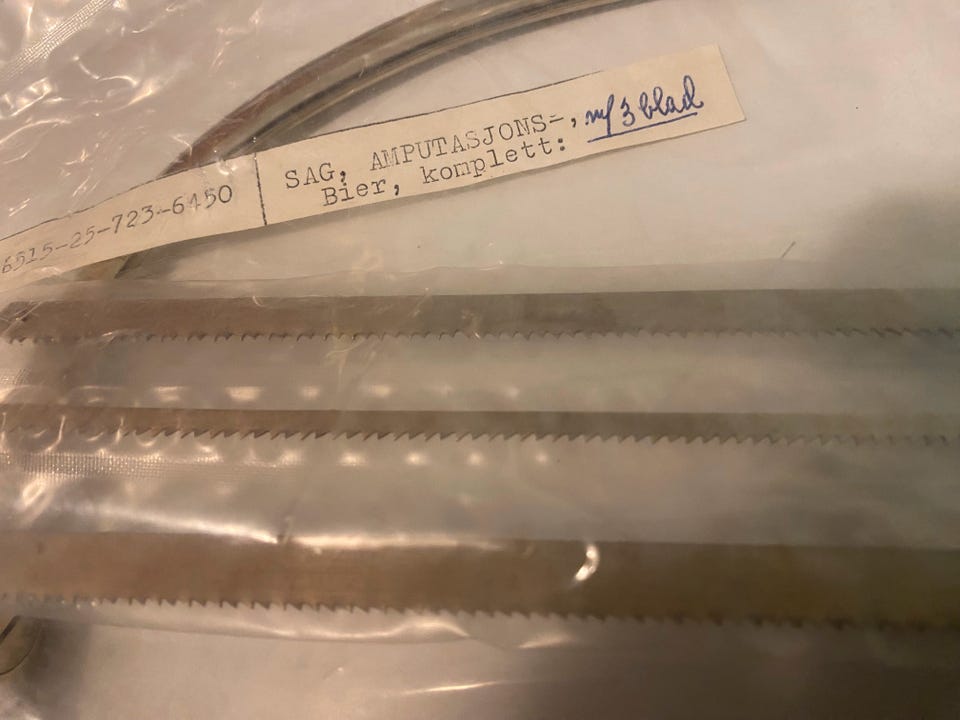 6515-25-723-6450
SAG, AMPUTASJONS-, m/ 3 blad
Bier, komplett: